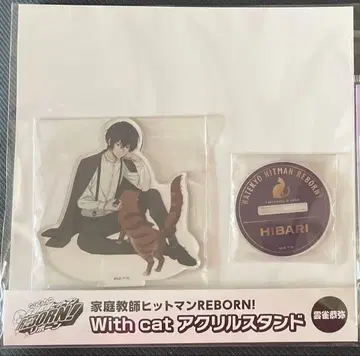 KATEKYO HITMAN REBORN!
HIBARI
REBORN!
家庭教師ヒットマンREBORN!
With cat アクリルスタンド
雲雀恭弥